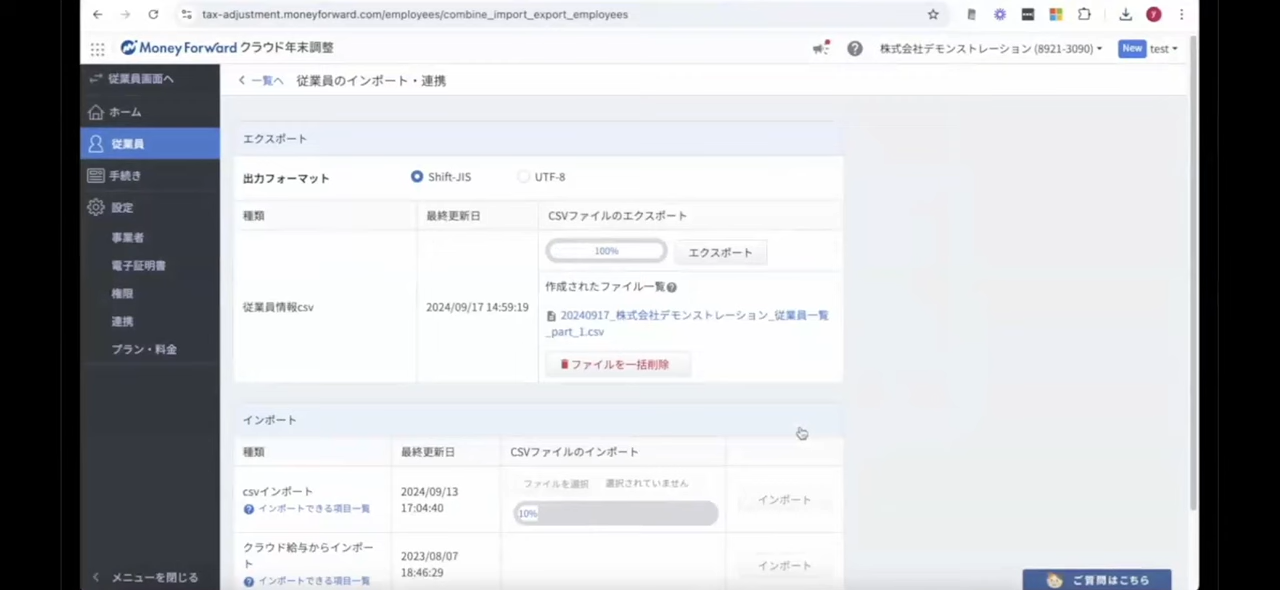 tax-adjustment.moneyforward.com/employees/combine_import_export_employees
Money Forward クラウド年末調整
株式会社デモンストレーション (8921-3090)
New
test
従業員画面へ
ホーム
従業員
手続き
設定
事業者
電子証明書
権限
連携
プラン・料金
メニューを閉じる
一覧へ
従業員のインポート・連携
エクスポート
出力フォーマット
Shift-JIS
UTF-8
種類
最終更新日
CSVファイルのエクスポート
従業員情報csv
2024/09/17 14:59:19
100%
エクスポート
作成されたファイル一覧
20240917_株式会社デモンストレーション_従業員一覧
_part_1.csv
ファイルを一括削除
インポート
種類
最終更新日
CSVファイルのインポート
csvインポート
インポートできる項目一覧
2024/09/13
17:04:40
ファイルを選択
選択されていません
10%
インポート
クラウド給与からインポー
ト
インポートできる項目一覧
2023/08/07
18:46:29
インポート
ご質問はこちら